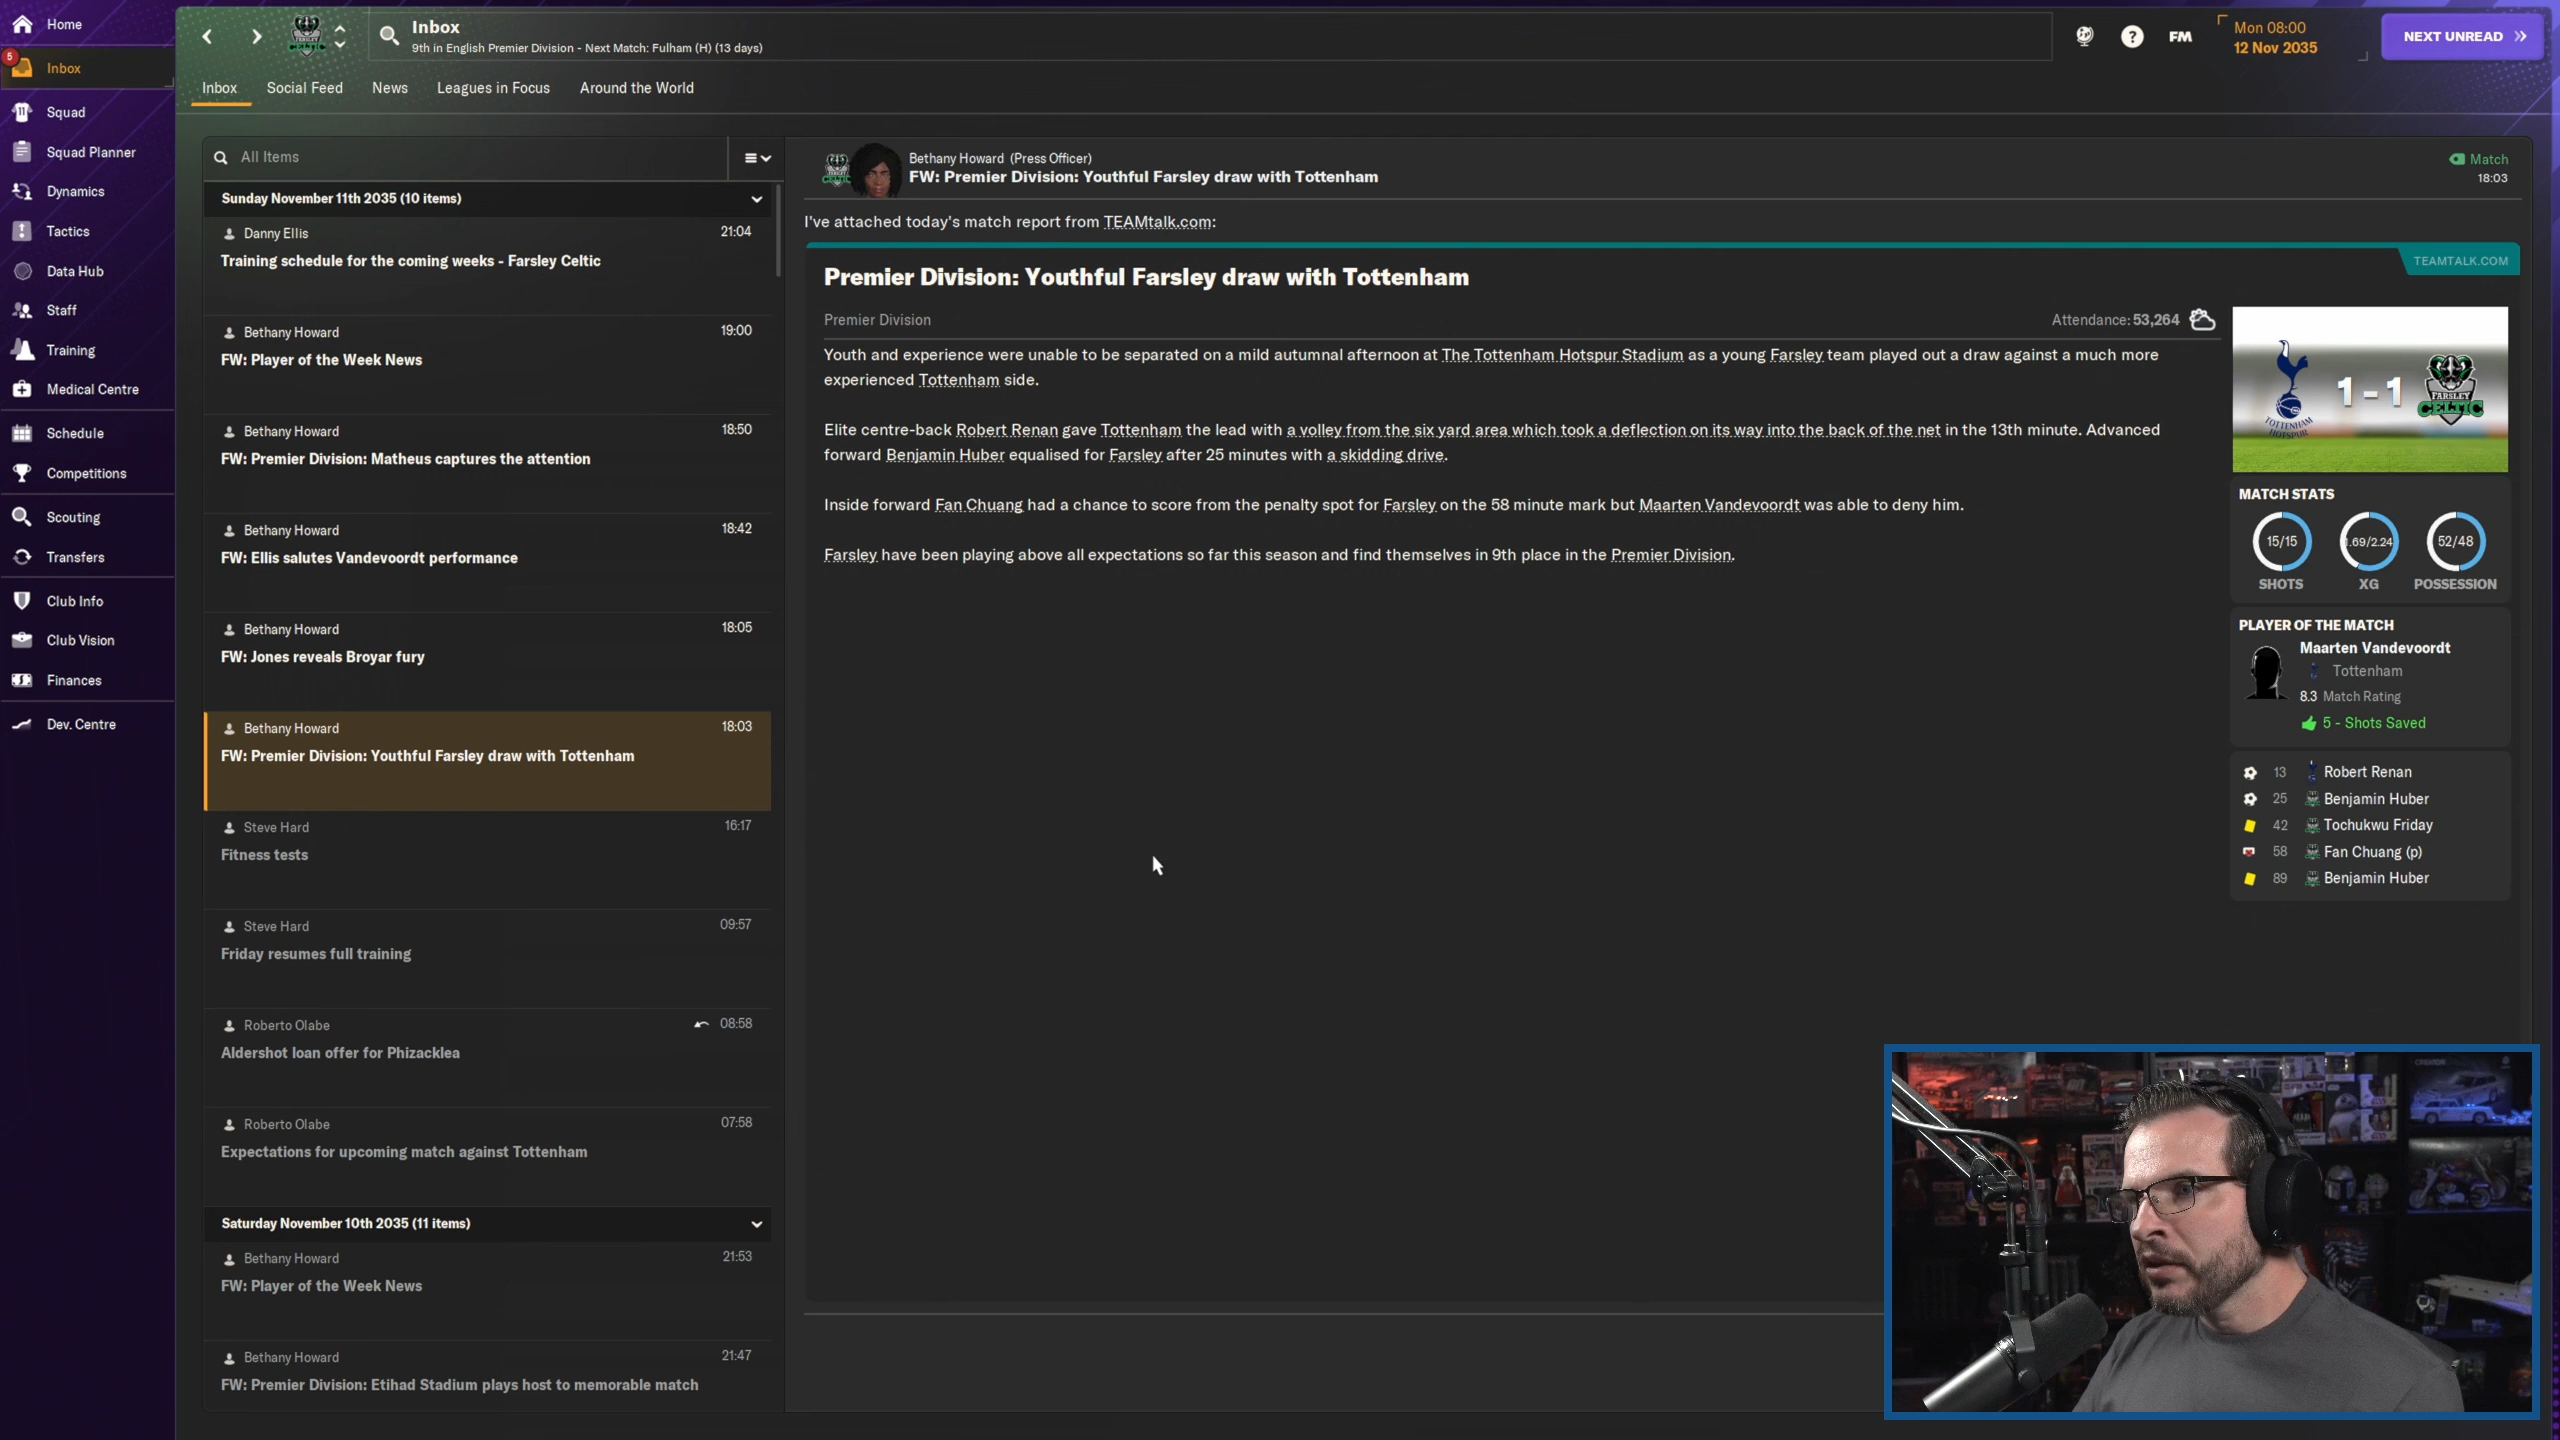 Home
5
Inbox
Squad
Squad Planner
Dynamics
Tactics
Data Hub
Staff
Training
Medical Centre
Schedule
Competitions
Scouting
Transfers
Club Info
Club Vision
Finances
Dev. Centre
FARSLEY
CELTIC
Inbox
9th in English Premier Division - Next Match: Fulham (H) (13 days)
?
FM
Mon 08:00
12 Nov 2035
NEXT UNREAD
Inbox
Social Feed
News
Leagues in Focus
Around the World
All Items
Sunday November 11th 2035 (10 items)
Danny Ellis 21:04
Training schedule for the coming weeks - Farsley Celtic
Bethany Howard 19:00
FW: Player of the Week News
Bethany Howard 18:50
FW: Premier Division: Matheus captures the attention
Bethany Howard 18:42
FW: Ellis salutes Vandevoordt performance
Bethany Howard 18:05
FW: Jones reveals Broyar fury
Bethany Howard 18:03
FW: Premier Division: Youthful Farsley draw with Tottenham
Steve Hard 16:17
Fitness tests
Steve Hard 09:57
Friday resumes full training
Roberto Olabe 08:58
Aldershot loan offer for Phizacklea
Roberto Olabe 07:58
Expectations for upcoming match against Tottenham
Saturday November 10th 2035 (11 items)
Bethany Howard 21:53
FW: Player of the Week News
Bethany Howard 21:47
FW: Premier Division: Etihad Stadium plays host to memorable match
Bethany Howard (Press Officer)
FW: Premier Division: Youthful Farsley draw with Tottenham
Match
18:03
I've attached today's match report from TEAMtalk.com:
TEAMTALK.COM
Premier Division: Youthful Farsley draw with Tottenham
Premier Division
Attendance: 53,264
Youth and experience were unable to be separated on a mild autumnal afternoon at The Tottenham Hotspur Stadium as a young Farsley team played out a draw against a much more
experienced Tottenham side.
Elite centre-back Robert Renan gave Tottenham the lead with a volley from the six yard area which took a deflection on its way into the back of the net in the 13th minute. Advanced
forward Benjamin Huber equalised for Farsley after 25 minutes with a skidding drive.
Inside forward Fan Chuang had a chance to score from the penalty spot for Farsley on the 58 minute mark but Maarten Vandevoordt was able to deny him.
Farsley have been playing above all expectations so far this season and find themselves in 9th place in the Premier Division.
TOTTENHAM
HOTSPUR
1 - 1
FARSLEY
CELTIC
MATCH STATS
15/15
.69/2.24
52/48
SHOTS
XG
POSSESSION
PLAYER OF THE MATCH
Maarten Vandevoordt
Tottenham
8.3 Match Rating
5 - Shots Saved
13 Robert Renan
25 Benjamin Huber
42 Tochukwu Friday
58 Fan Chuang (p)
89 Benjamin Huber